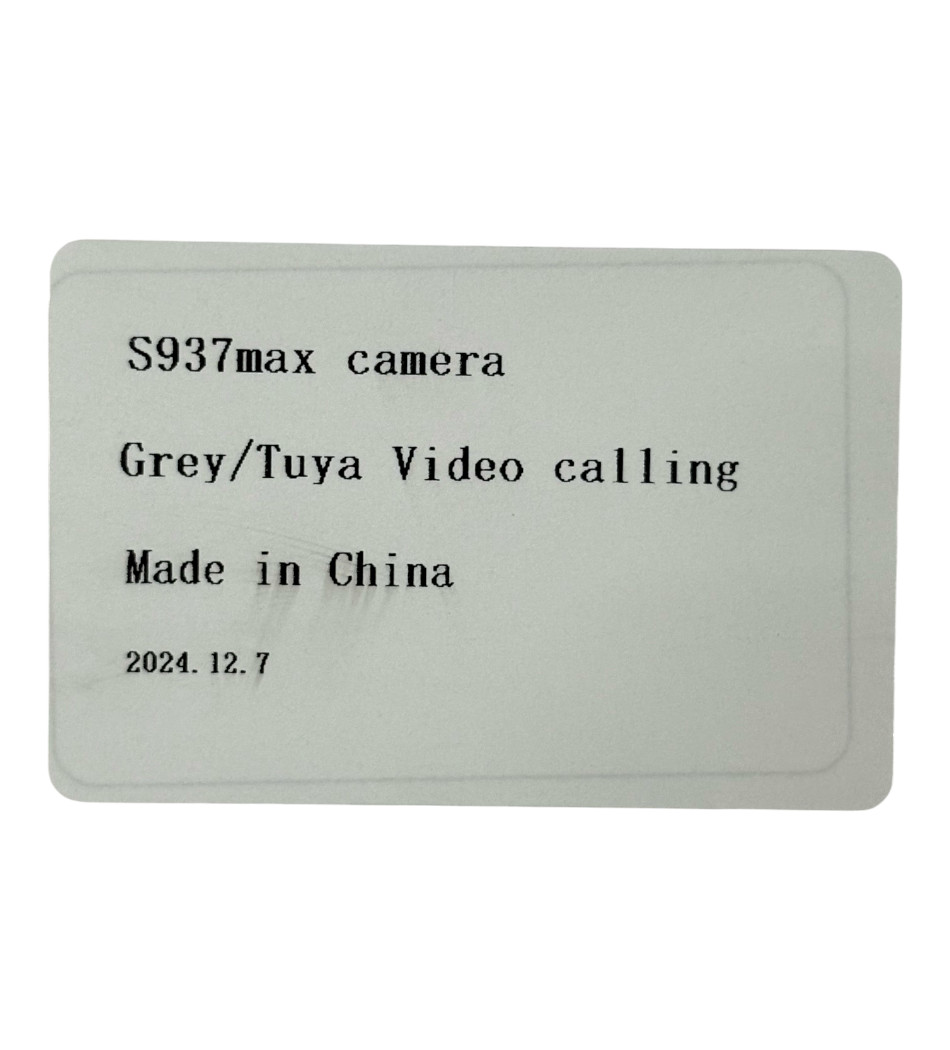 S937max camera
Grey/Tuya Video calling
Made in China
2024.12.7